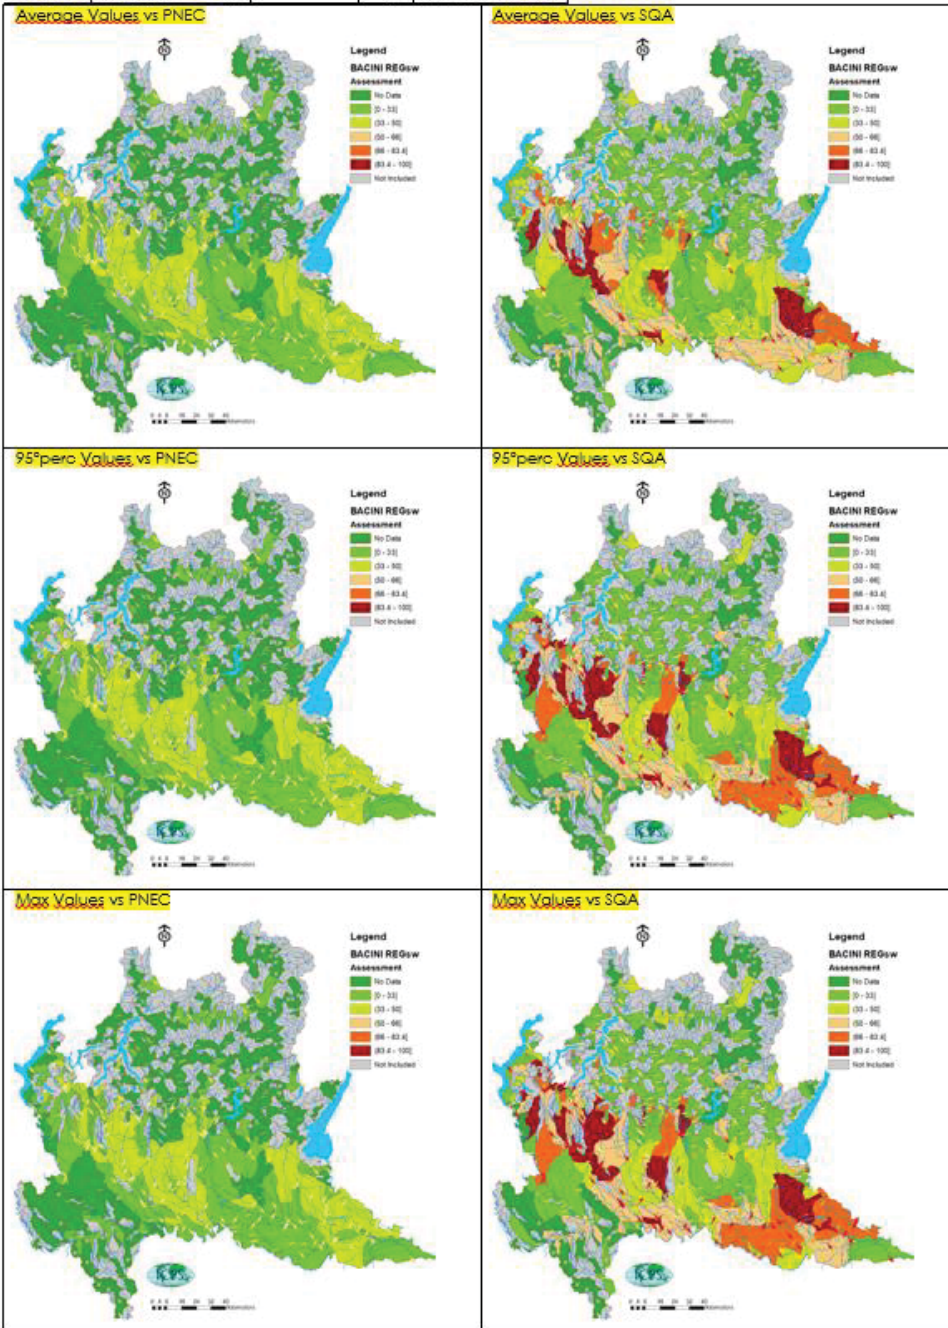 Average Values vs PNEC
Legend
BACINI REGsw
Assessment
No Data
[0 - 33]
(33 - 50]
(50 - 66]
(66 - 83.4]
(83.4 - 100]
Not Included
N
Average Values vs SQA
Legend
BACINI REGsw
Assessment
No Data
[0 - 33]
(33 - 50]
(50 - 66]
(66 - 83.4]
(83.4 - 100]
Not Included
N
95°perc Values vs PNEC
Legend
BACINI REGsw
Assessment
No Data
[0 - 33]
(33 - 50]
(50 - 66]
(66 - 83.4]
(83.4 - 100]
Not Included
N
95°perc Values vs SQA
Legend
BACINI REGsw
Assessment
No Data
[0 - 33]
(33 - 50]
(50 - 66]
(66 - 83.4]
(83.4 - 100]
Not Included
N
Max Values vs PNEC
Legend
BACINI REGsw
Assessment
No Data
[0 - 33]
(33 - 50]
(50 - 66]
(66 - 83.4]
(83.4 - 100]
Not Included
N
Max Values vs SQA
Legend
BACINI REGsw
Assessment
No Data
[0 - 33]
(33 - 50]
(50 - 66]
(66 - 83.4]
(83.4 - 100]
Not Included
N